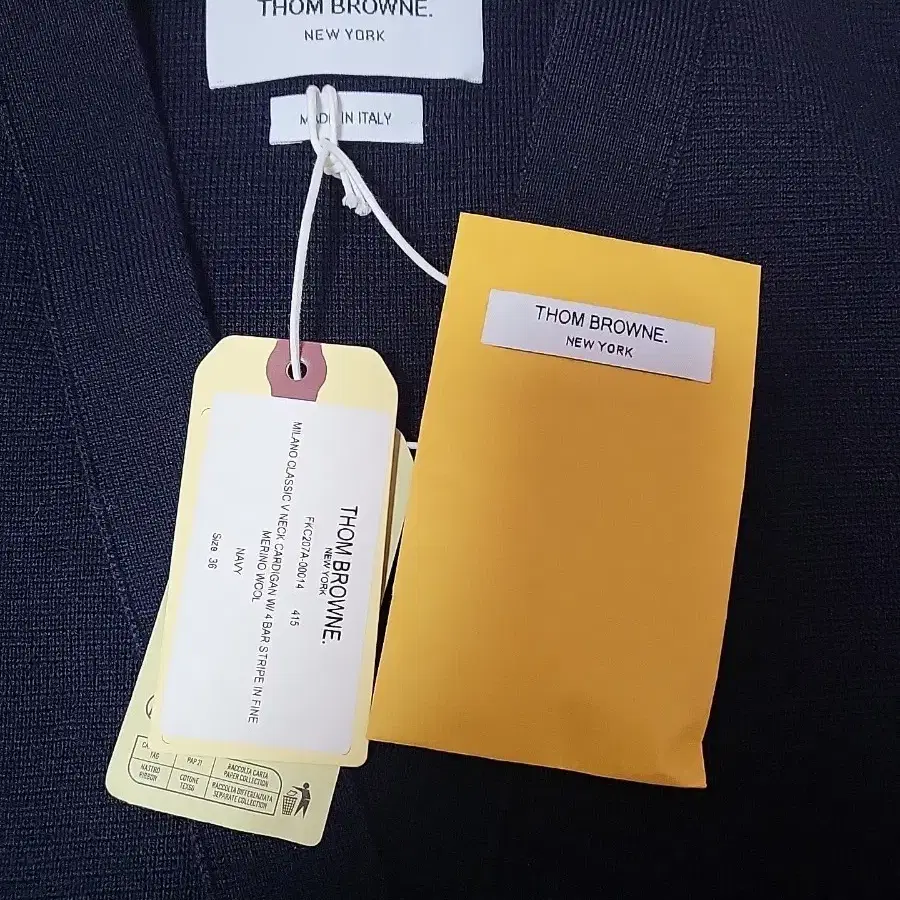 THOM BROWNE.
NEW YORK
MADE IN ITALY
THOM BROWNE.
NEW YORK
THOM BROWNE.
NEW YORK
FKC207A-00014 415
MILANO CLASSIC V NECK CARDIGAN W/ 4 BAR STRIPE IN FINE
MERINO WOOL
NAVY
Size 36
TAG
PAP 21
RACCOLTA CARTA
PAPER COLLECTION
NASTRO
RIBBON
COTONE
TEX60
RACCOLTA DIFFERENZIATA
SEPARATE COLLECTION